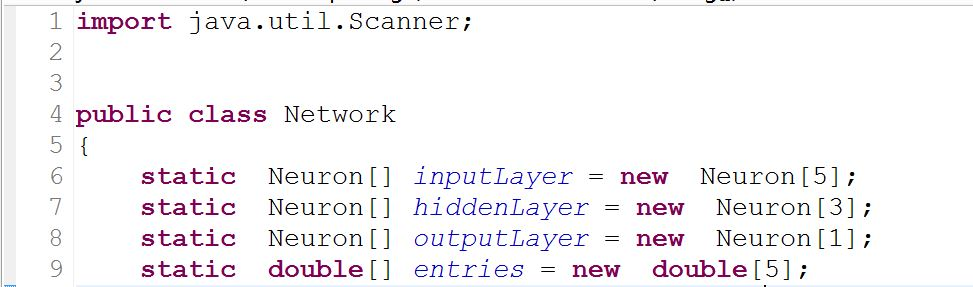 1 import java.util.Scanner;
2
3
4 public class Network
5 {
6 static Neuron[] inputLayer = new Neuron[5];
7 static Neuron[] hiddenLayer = new Neuron[3];
8 static Neuron[] outputLayer = new Neuron[1];
9 static double[] entries = new double[5];